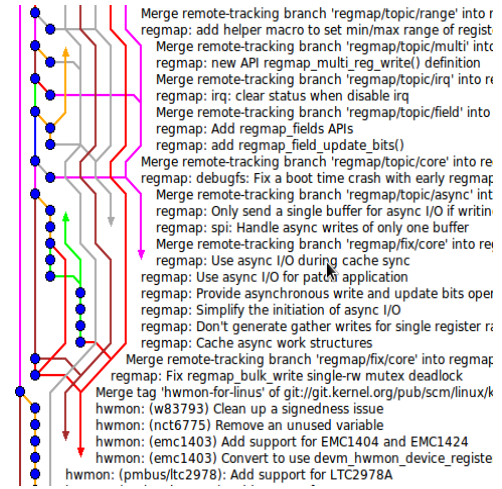 Merge remote-tracking branch 'regmap/topic/range' into
regmap: add helper macro to set min/max range of
Merge remote-tracking branch 'regmap/topic/multi' into
regmap: new API regmap_multi_reg_write() definition
Merge remote-tracking branch 'regmap/topic/irq' into
regmap: irq: clear status when disable irq
Merge remote-tracking branch 'regmap/topic/field' into
regmap: Add regmap_fields APIs
regmap: add regmap_field_update_bits()
Merge remote-tracking branch 'regmap/topic/core' into
regmap: debugfs: Fix a boot time crash with early
Merge remote-tracking branch 'regmap/topic/async'
regmap: Only send a single buffer for async I/O if
regmap: spi: Handle async writes of only one buffer
Merge remote-tracking branch 'regmap/fix/core' into
regmap: Use async I/O during cache sync
regmap: Use async I/O for patch application
regmap: Provide asynchronous write and update bits
regmap: Simplify the initiation of async I/O
regmap: Don't generate gather writes for single register
regmap: Cache async work structures
Merge remote-tracking branch 'regmap/fix/core' into regmap
regmap: Fix regmap_bulk_write single-rw mutex deadlock
Merge tag 'hwmon-for-linus' of git://git.kernel.org/pub/scm/linux/k
hwmon: (w83793) Clean up a signedness issue
hwmon: (nct6775) Remove an unused variable
hwmon: (emc1403) Add support for EMC1404 and EMC1424
hwmon: (emc1403) Convert to use devm_hwmon_device_registe
hwmon: (pmbus/ltc2978): Add support for LTC2978A